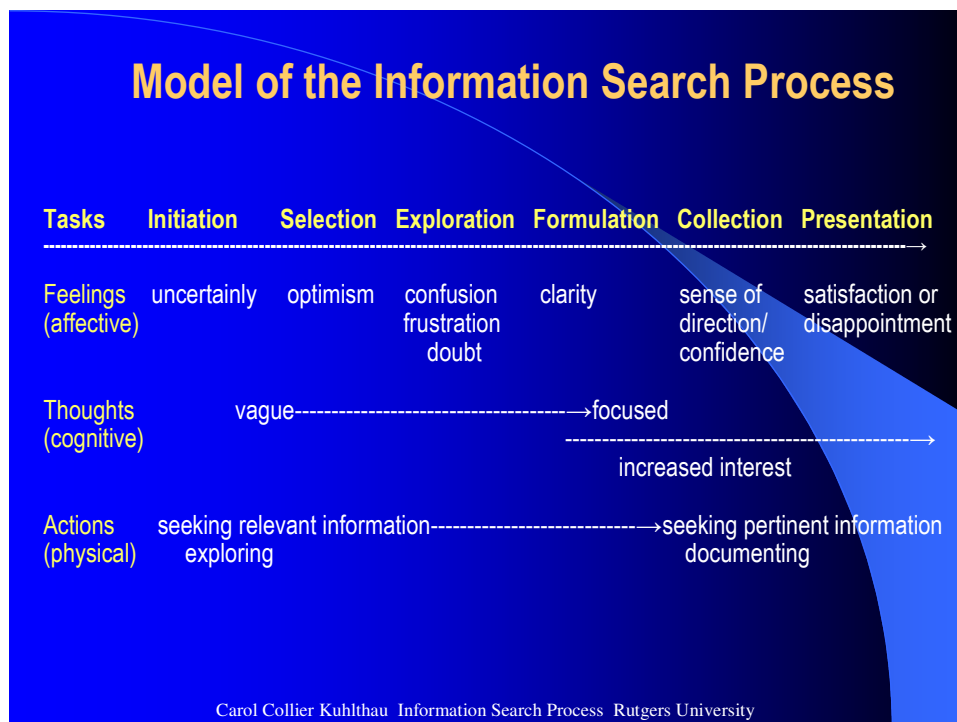 Model of the Information Search Process
Tasks Initiation Selection Exploration Formulation Collection Presentation
------------------------------------------------------------------------→
Feelings uncertainly optimism confusion clarity sense of satisfaction or
(affective) frustration direction/ disappointment
doubt confidence
Thoughts vague-------------------------------------→focused
(cognitive) -----------------------------------------------→
increased interest
Actions seeking relevant information----------------------------→seeking pertinent information
(physical) exploring documenting
Carol Collier Kuhlthau Information Search Process Rutgers University